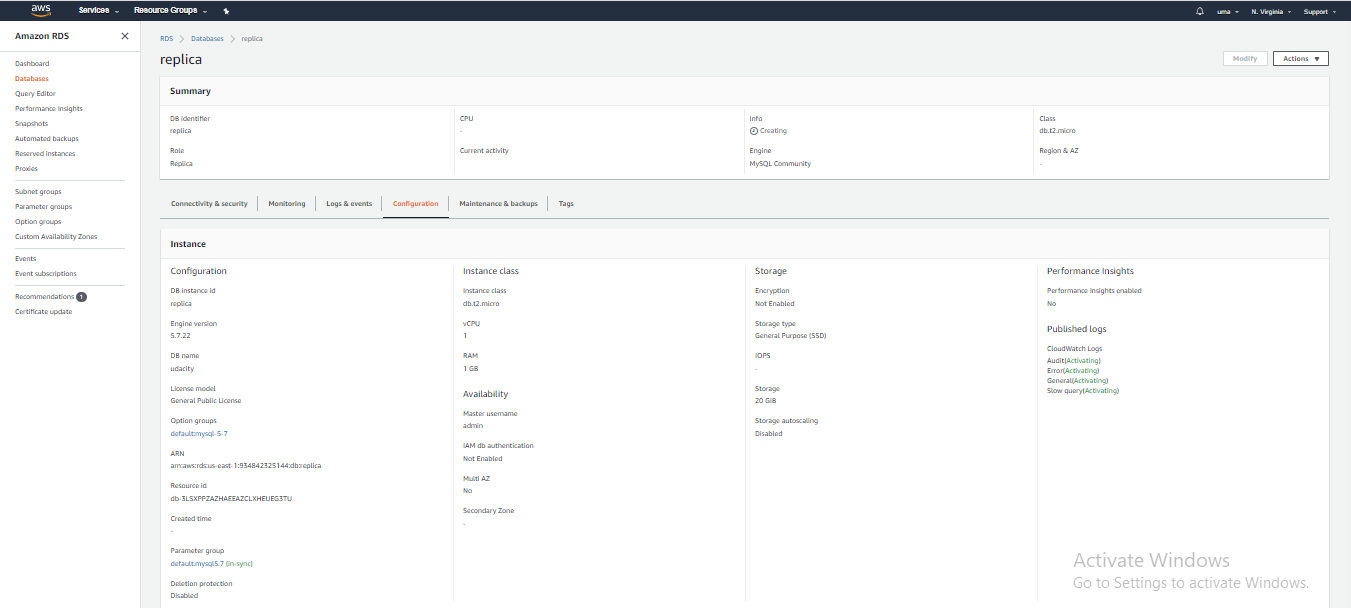 aws Services Resource Groups uma N. Virginia Support
Amazon RDS
Dashboard
Databases
Query Editor
Performance Insights
Snapshots
Automated backups
Reserved instances
Proxies
Subnet groups
Parameter groups
Option groups
Custom Availability Zones
Events
Event subscriptions
Recommendations 1
Certificate update
RDS Databases replica
replica
Modify Actions
Summary
DB identifier
replica
Role
Replica
CPU
-
Current activity
Info
Creating
Engine
MySQL Community
Class
db.t2.micro
Region & AZ
-
Connectivity & security Monitoring Logs & events Configuration Maintenance & backups Tags
Instance
Configuration
DB instance id
replica
Engine version
5.7.22
DB name
udacity
License model
General Public License
Option groups
default:mysql-5-7
ARN
arn:aws:rds:us-east-1:934842325144:db:replica
Resource id
db-3LSXPPZAZHAEEAZCLXHEUEG3TU
Created time
-
Parameter group
default.mysql5.7 (in-sync)
Deletion protection
Disabled
Instance class
Instance class
db.t2.micro
vCPU
1
RAM
1 GB
Availability
Master username
admin
IAM db authentication
Not Enabled
Multi AZ
No
Secondary Zone
-
Storage
Encryption
Not Enabled
Storage type
General Purpose (SSD)
IOPS
-
Storage
20 GiB
Storage autoscaling
Disabled
Performance Insights
Performance Insights enabled
No
Published logs
CloudWatch Logs
Audit(Activating)
Error(Activating)
General(Activating)
Slow query(Activating)
Activate Windows
Go to Settings to activate Windows.